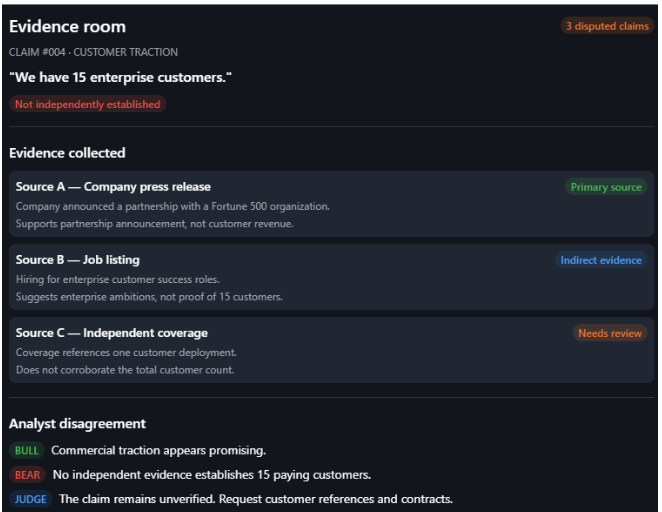 Evidence room
3 disputed claims
CLAIM #004 · CUSTOMER TRACTION
"We have 15 enterprise customers."
Not independently established
Evidence collected
Source A — Company press release
Primary source
Company announced a partnership with a Fortune 500 organization.
Supports partnership announcement, not customer revenue.
Source B — Job listing
Indirect evidence
Hiring for enterprise customer success roles.
Suggests enterprise ambitions, not proof of 15 customers.
Source C — Independent coverage
Needs review
Coverage references one customer deployment.
Does not corroborate the total customer count.
Analyst disagreement
BULL Commercial traction appears promising.
BEAR No independent evidence establishes 15 paying customers.
JUDGE The claim remains unverified. Request customer references and contracts.